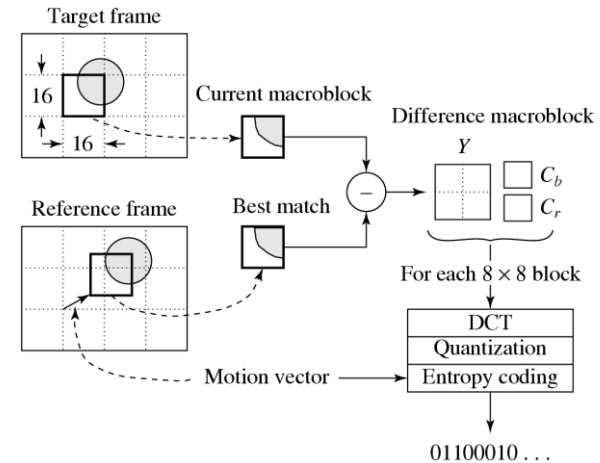 Target frame
16
16
Current macroblock
Difference macroblock
Y
C_b
C_r
Reference frame
Best match
−
For each 8 × 8 block
DCT
Quantization
Entropy coding
Motion vector
01100010 . . .